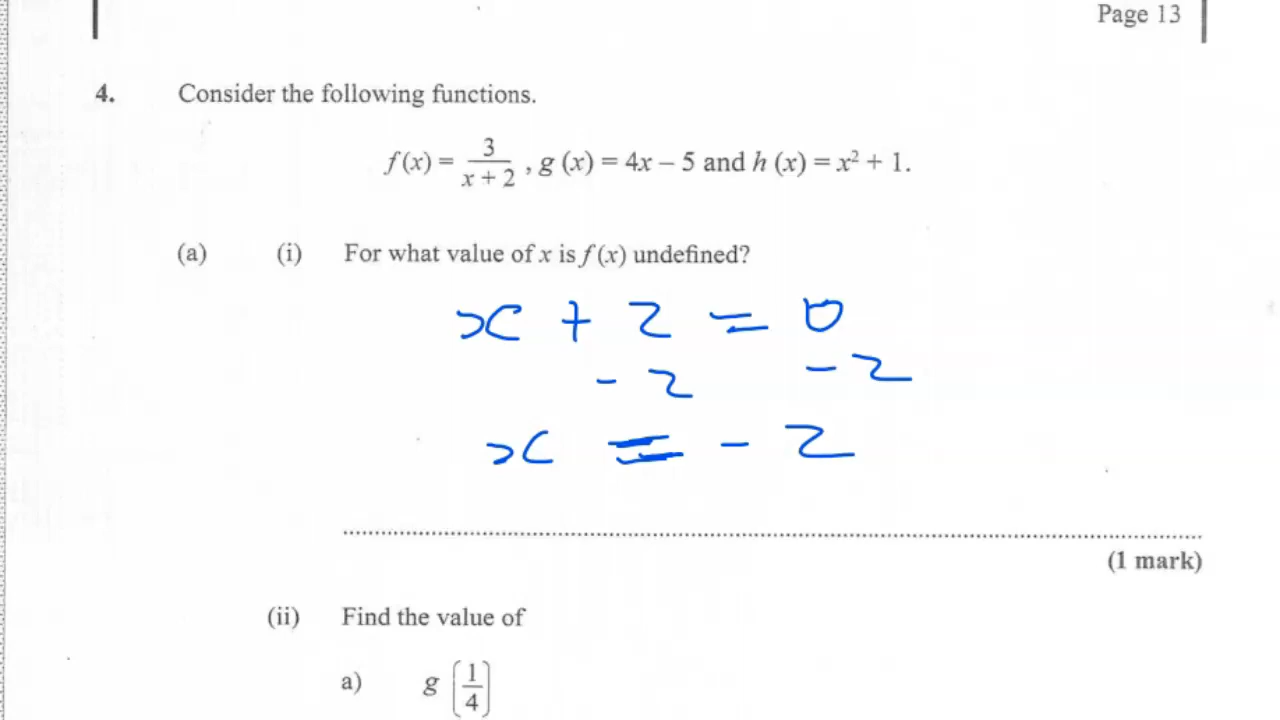 Page 13
4. Consider the following functions.
f(x) = 3/(x + 2), g (x) = 4x – 5 and h (x) = x² + 1.
(a) (i) For what value of x is f (x) undefined?
x + 2 = 0
- 2 - 2
x = - 2
(1 mark)
(ii) Find the value of
a) g (1/4)